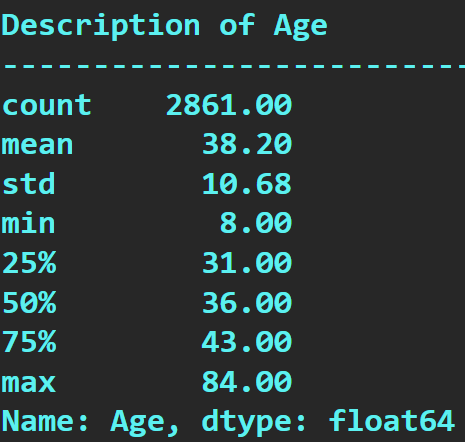 Description of Age
--------------------------
count    2861.00
mean       38.20
std        10.68
min         8.00
25%        31.00
50%        36.00
75%        43.00
max        84.00
Name: Age, dtype: float64